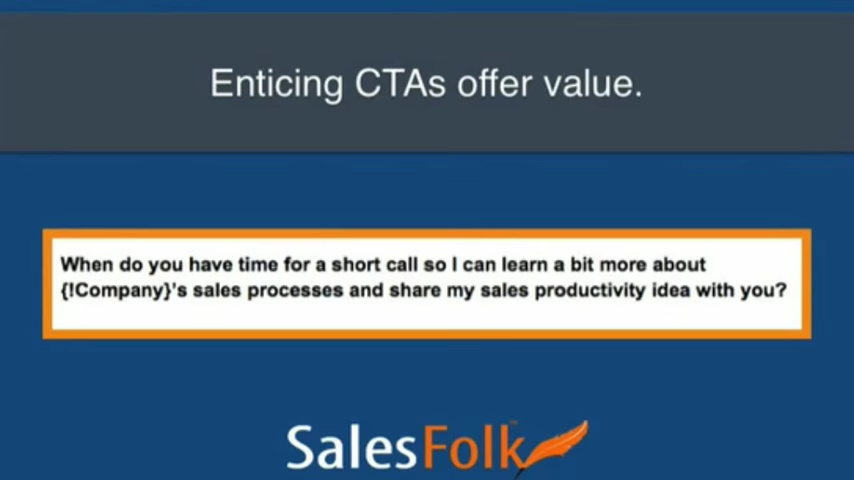 Enticing CTAs offer value.
When do you have time for a short call so I can learn a bit more about
{!Company}'s sales processes and share my sales productivity idea with you?
SalesFolk